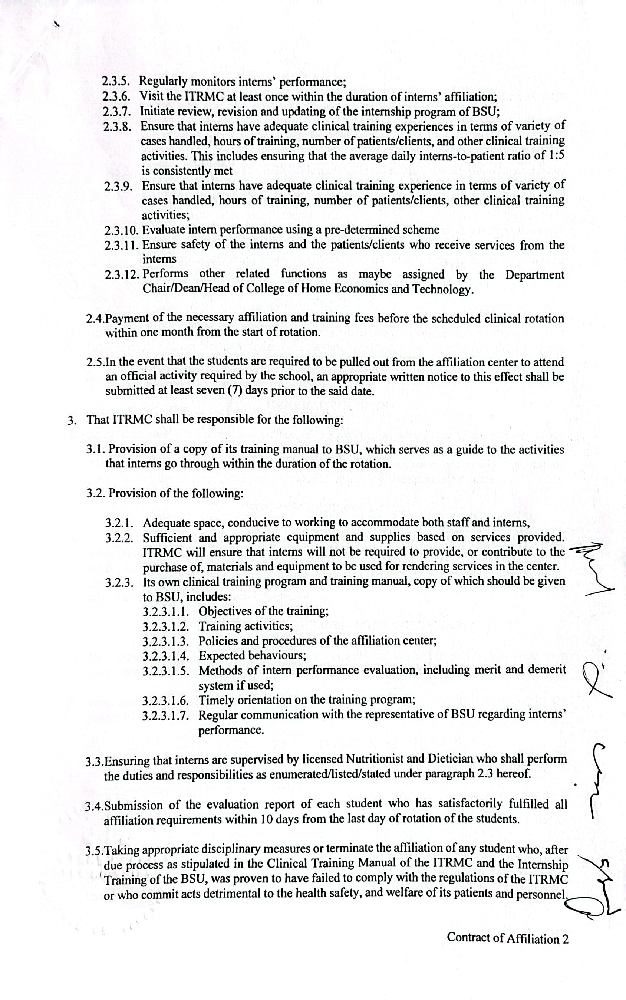 2.3.5. Regularly monitors interns’ performance;
2.3.6. Visit the ITRMC at least once within the duration of interns’ affiliation;
2.3.7. Initiate review, revision and updating of the internship program of BSU;
2.3.8. Ensure that interns have adequate clinical training experiences in terms of variety of
cases handled, hours of training, number of patients/clients, and other clinical training
activities. This includes ensuring that the average daily interns-to-patient ratio of 1:5
is consistently met
2.3.9. Ensure that interns have adequate clinical training experience in terms of variety of
cases handled, hours of training, number of patients/clients, other clinical training
activities;
2.3.10. Evaluate intern performance using a pre-determined scheme
2.3.11. Ensure safety of the interns and the patients/clients who receive services from the
interns
2.3.12. Performs other related functions as maybe assigned by the Department
Chair/Dean/Head of College of Home Economics and Technology.
2.4.Payment of the necessary affiliation and training fees before the scheduled clinical rotation
within one month from the start of rotation.
2.5.In the event that the students are required to be pulled out from the affiliation center to attend
an official activity required by the school, an appropriate written notice to this effect shall be
submitted at least seven (7) days prior to the said date.
3. That ITRMC shall be responsible for the following:
3.1. Provision of a copy of its training manual to BSU, which serves as a guide to the activities
that interns go through within the duration of the rotation.
3.2. Provision of the following:
3.2.1. Adequate space, conducive to working to accommodate both staff and interns,
3.2.2. Sufficient and appropriate equipment and supplies based on services provided.
ITRMC will ensure that interns will not be required to provide, or contribute to the
purchase of, materials and equipment to be used for rendering services in the center.
3.2.3. Its own clinical training program and training manual, copy of which should be given
to BSU, includes:
3.2.3.1.1. Objectives of the training;
3.2.3.1.2. Training activities;
3.2.3.1.3. Policies and procedures of the affiliation center;
3.2.3.1.4. Expected behaviours;
3.2.3.1.5. Methods of intern performance evaluation, including merit and demerit
system if used;
3.2.3.1.6. Timely orientation on the training program;
3.2.3.1.7. Regular communication with the representative of BSU regarding interns’
performance.
3.3.Ensuring that interns are supervised by licensed Nutritionist and Dietician who shall perform
the duties and responsibilities as enumerated/listed/stated under paragraph 2.3 hereof.
3.4.Submission of the evaluation report of each student who has satisfactorily fulfilled all
affiliation requirements within 10 days from the last day of rotation of the students.
3.5.Taking appropriate disciplinary measures or terminate the affiliation of any student who, after
due process as stipulated in the Clinical Training Manual of the ITRMC and the Internship
Training of the BSU, was proven to have failed to comply with the regulations of the ITRMC
or who commit acts detrimental to the health safety, and welfare of its patients and personnel.
Contract of Affiliation 2